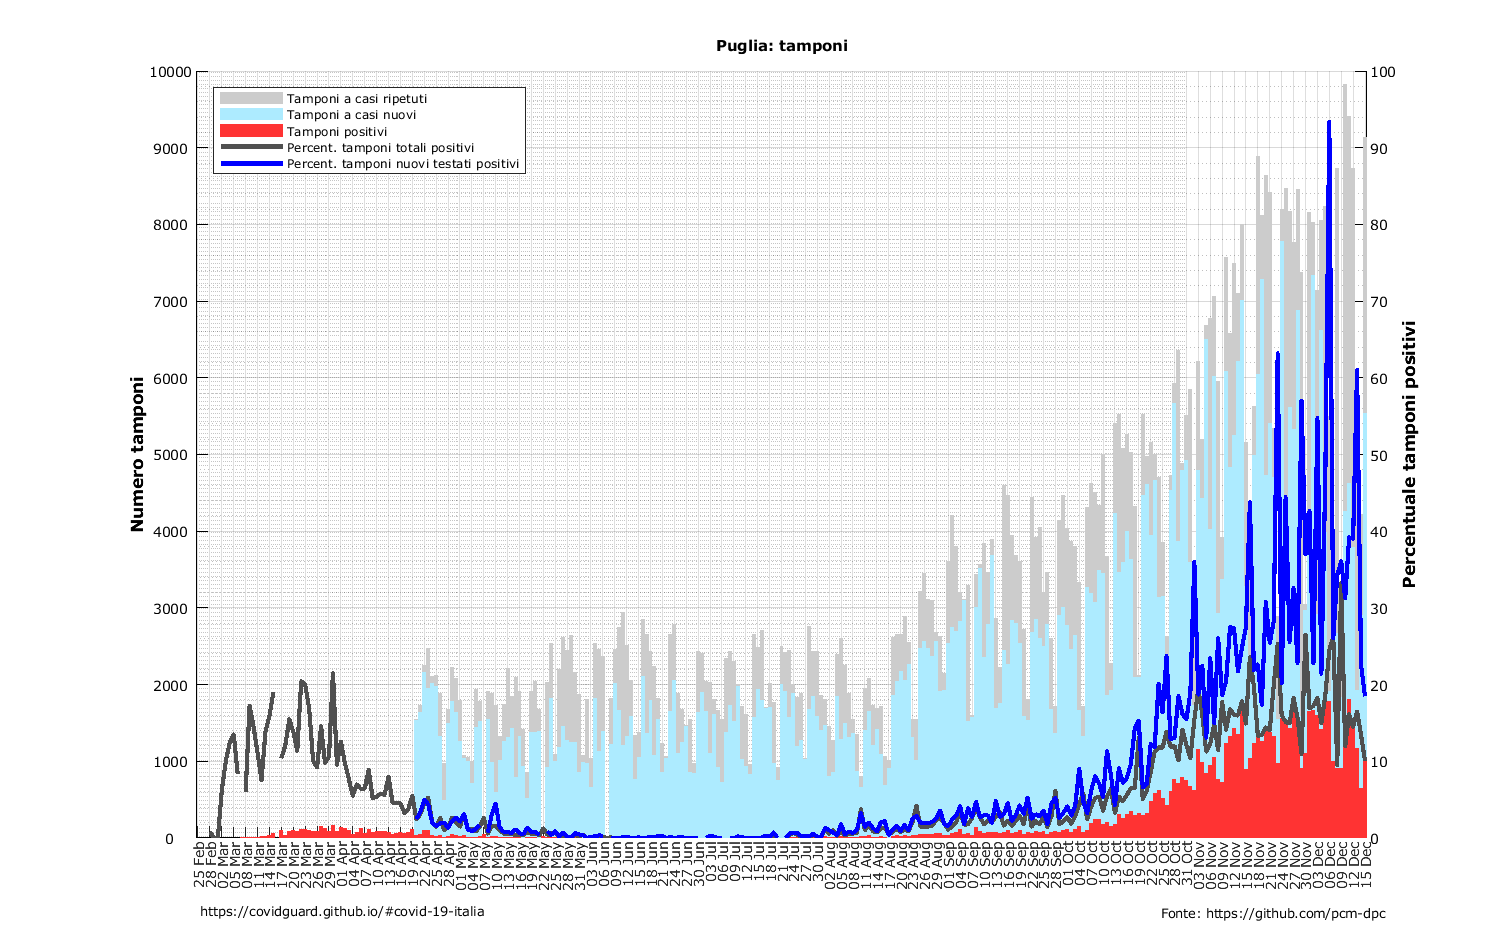 Puglia: tamponi
Tamponi a casi ripetuti
Tamponi a casi nuovi
Tamponi positivi
Percent. tamponi totali positivi
Percent. tamponi nuovi testati positivi
Numero tamponi
10000
9000
8000
7000
6000
5000
4000
3000
2000
1000
0
Percentuale tamponi positivi
100
90
80
70
60
50
40
30
20
10
0
25 Feb
28 Feb
02 Mar
05 Mar
08 Mar
11 Mar
14 Mar
17 Mar
20 Mar
23 Mar
26 Mar
29 Mar
01 Apr
04 Apr
07 Apr
10 Apr
13 Apr
16 Apr
19 Apr
22 Apr
25 Apr
28 Apr
01 May
04 May
07 May
10 May
13 May
16 May
19 May
22 May
25 May
28 May
31 May
03 Jun
06 Jun
09 Jun
12 Jun
15 Jun
18 Jun
21 Jun
24 Jun
27 Jun
30 Jun
03 Jul
06 Jul
09 Jul
12 Jul
15 Jul
18 Jul
21 Jul
24 Jul
27 Jul
30 Jul
02 Aug
05 Aug
08 Aug
11 Aug
14 Aug
17 Aug
20 Aug
23 Aug
26 Aug
29 Aug
01 Sep
04 Sep
07 Sep
10 Sep
13 Sep
16 Sep
19 Sep
22 Sep
25 Sep
28 Sep
01 Oct
04 Oct
07 Oct
10 Oct
13 Oct
16 Oct
19 Oct
22 Oct
25 Oct
28 Oct
31 Oct
03 Nov
06 Nov
09 Nov
12 Nov
15 Nov
18 Nov
21 Nov
24 Nov
27 Nov
30 Nov
03 Dec
06 Dec
09 Dec
12 Dec
15 Dec
https://covidguard.github.io/#covid-19-italia
Fonte: https://github.com/pcm-dpc